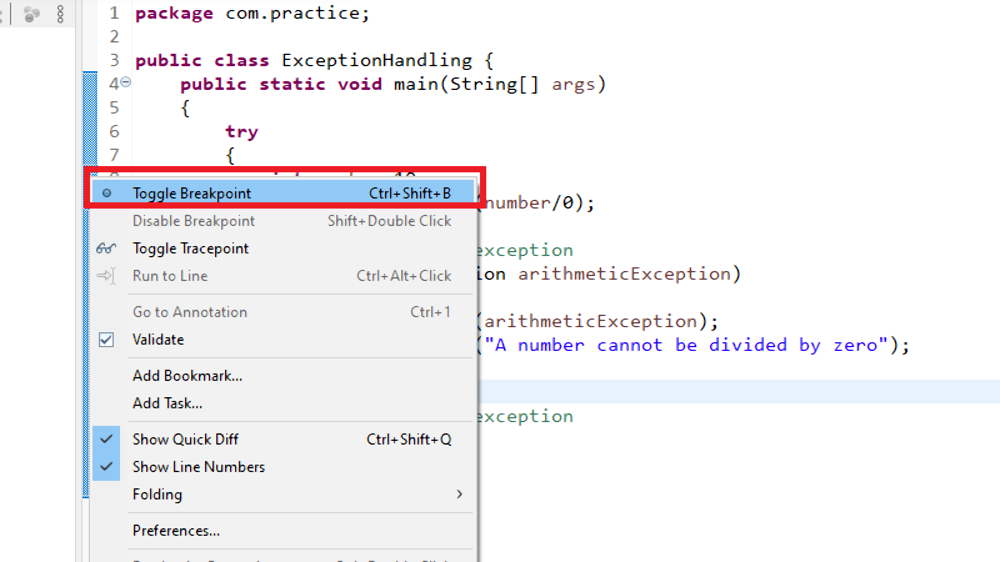 1 package com.practice;
2
3 public class ExceptionHandling {
4 public static void main(String[] args)
5 {
6 try
7 {
Toggle Breakpoint Ctrl+Shift+B
number/0);
Disable Breakpoint Shift+Double Click
Toggle Tracepoint
exception
Run to Line Ctrl+Alt+Click
ion arithmeticException)
Go to Annotation Ctrl+1
(arithmeticException);
Validate
("A number cannot be divided by zero");
Add Bookmark...
Add Task...
exception
Show Quick Diff Ctrl+Shift+Q
Show Line Numbers
Folding
Preferences...